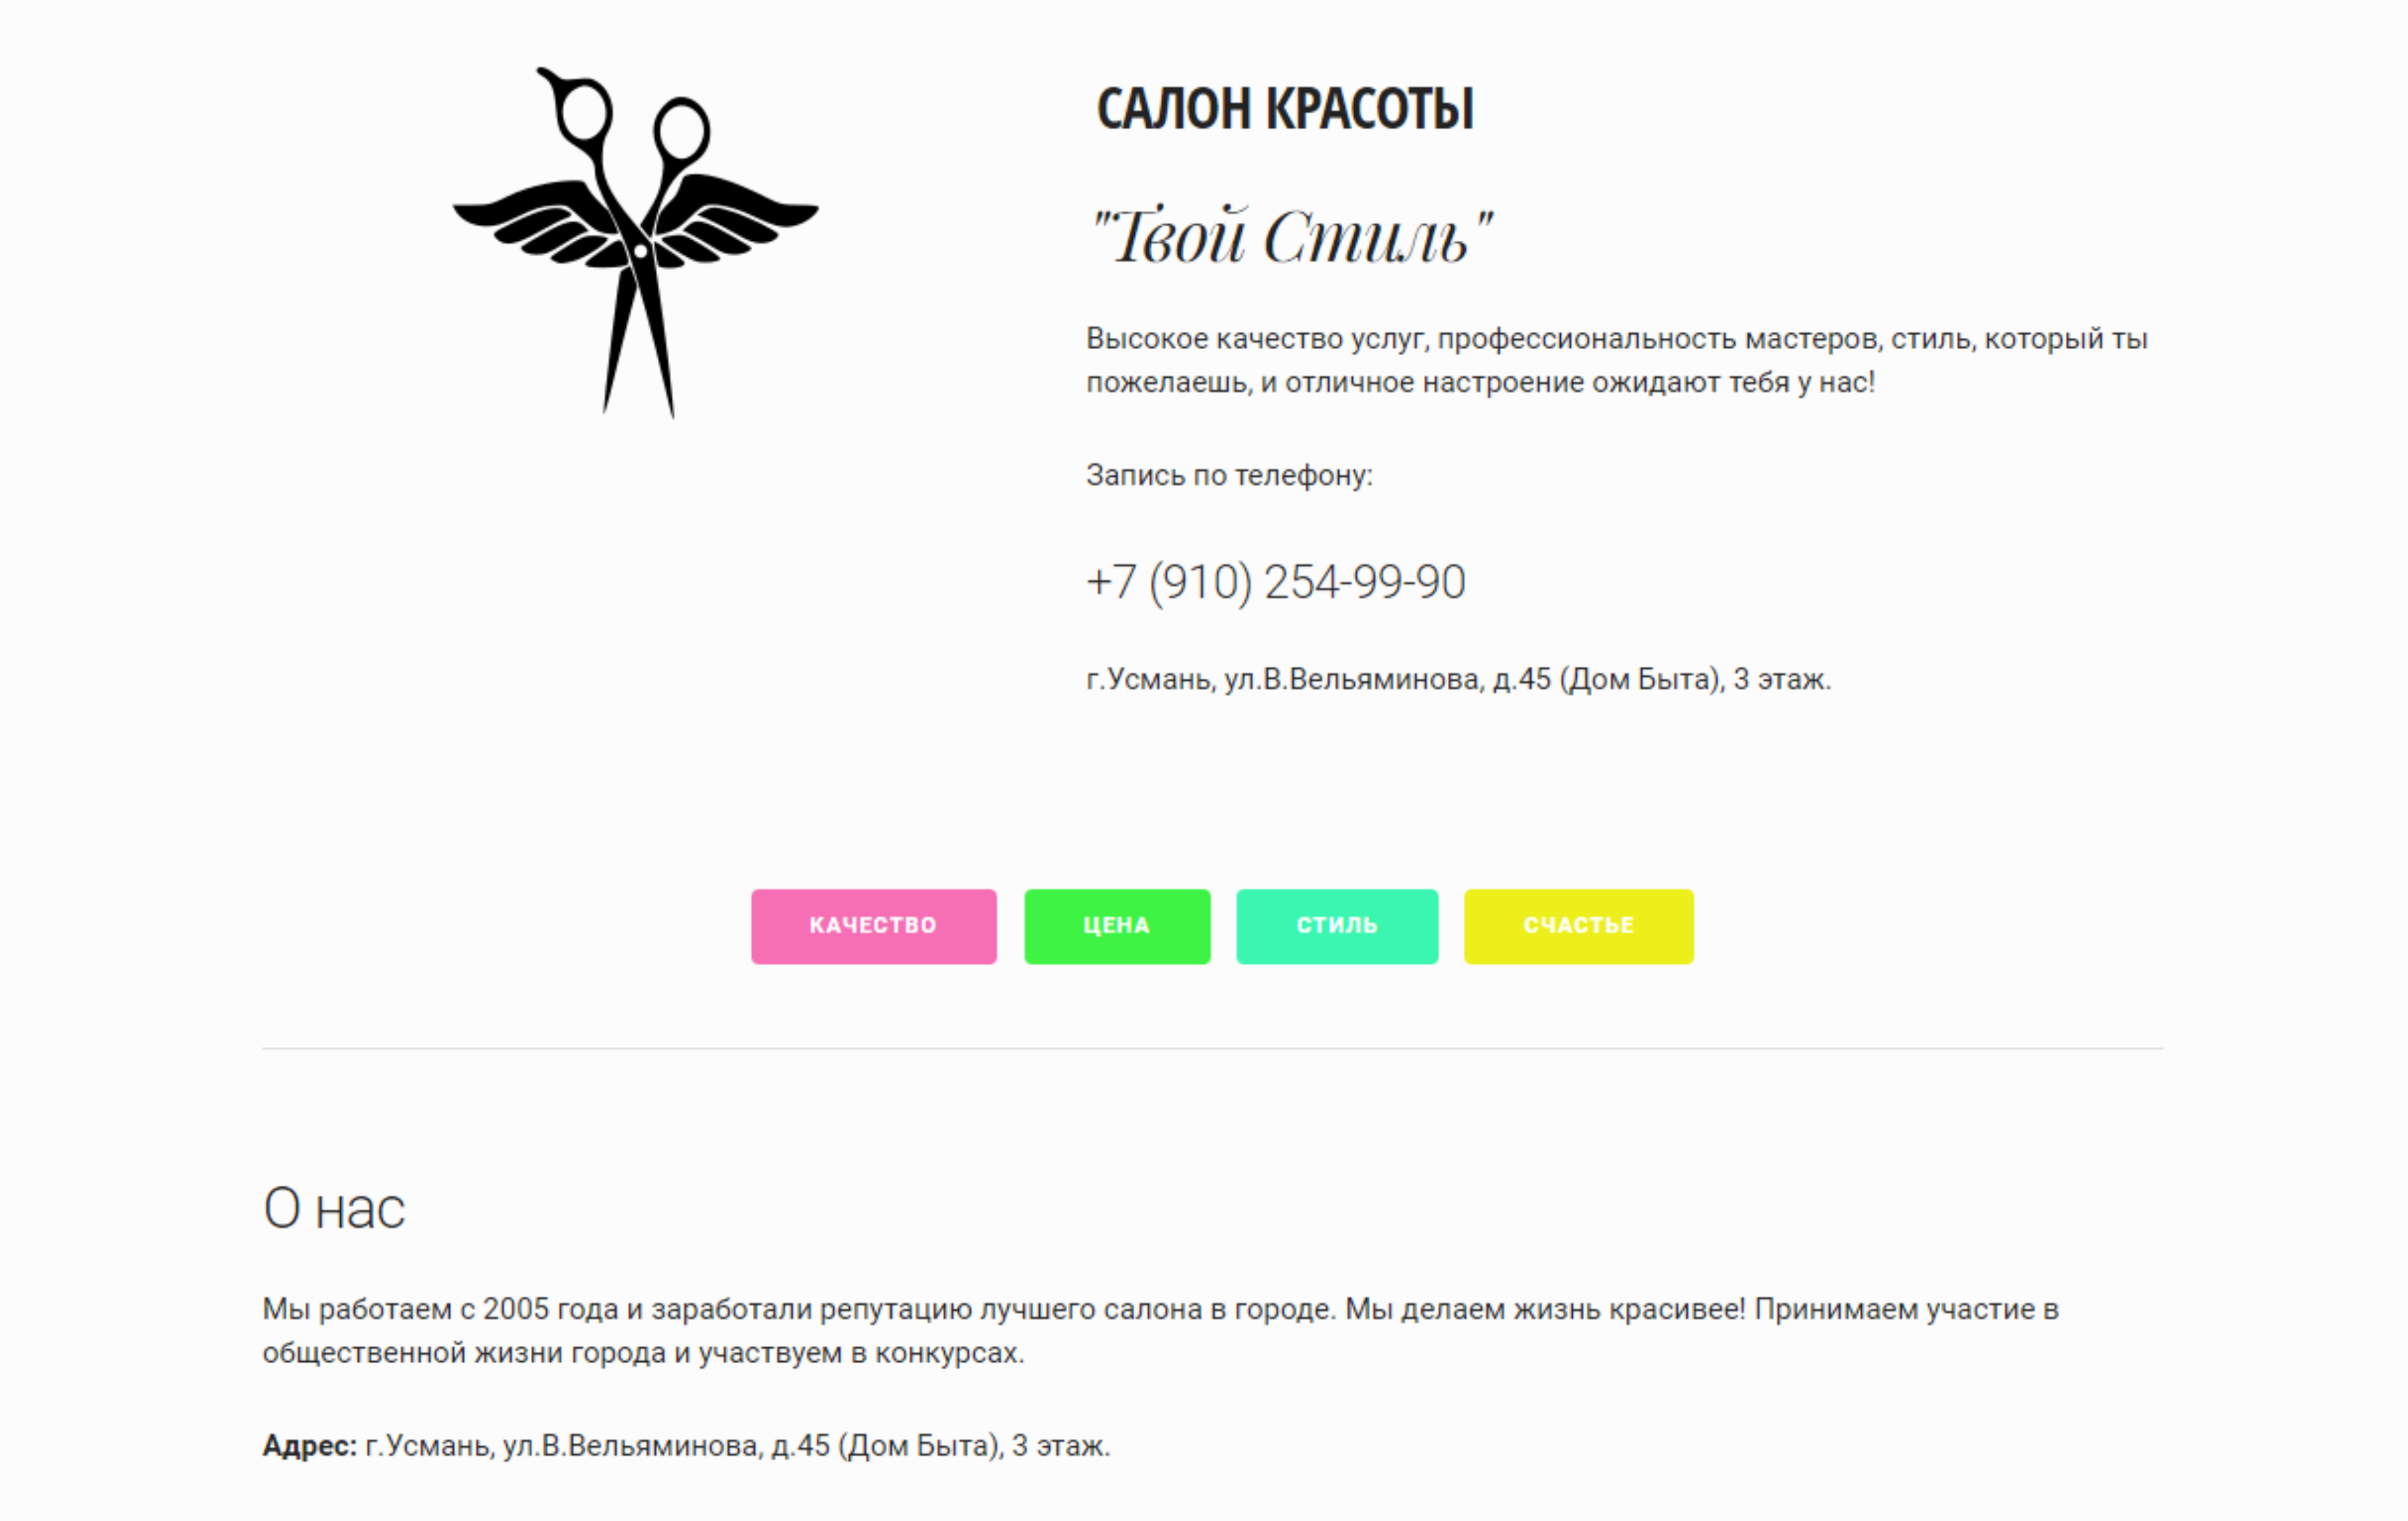 САЛОН КРАСОТЫ
"Твой Стиль"
Высокое качество услуг, профессиональность мастеров, стиль, который ты
пожелаешь, и отличное настроение ожидают тебя у нас!
Запись по телефону:
+7 (910) 254-99-90
г.Усмань, ул.В.Вельяминова, д.45 (Дом Быта), 3 этаж.
КАЧЕСТВО ЦЕНА СТИЛЬ СЧАСТЬЕ
О нас
Мы работаем с 2005 года и заработали репутацию лучшего салона в городе. Мы делаем жизнь красивее! Принимаем участие в
общественной жизни города и участвуем в конкурсах.
Адрес: г.Усмань, ул.В.Вельяминова, д.45 (Дом Быта), 3 этаж.